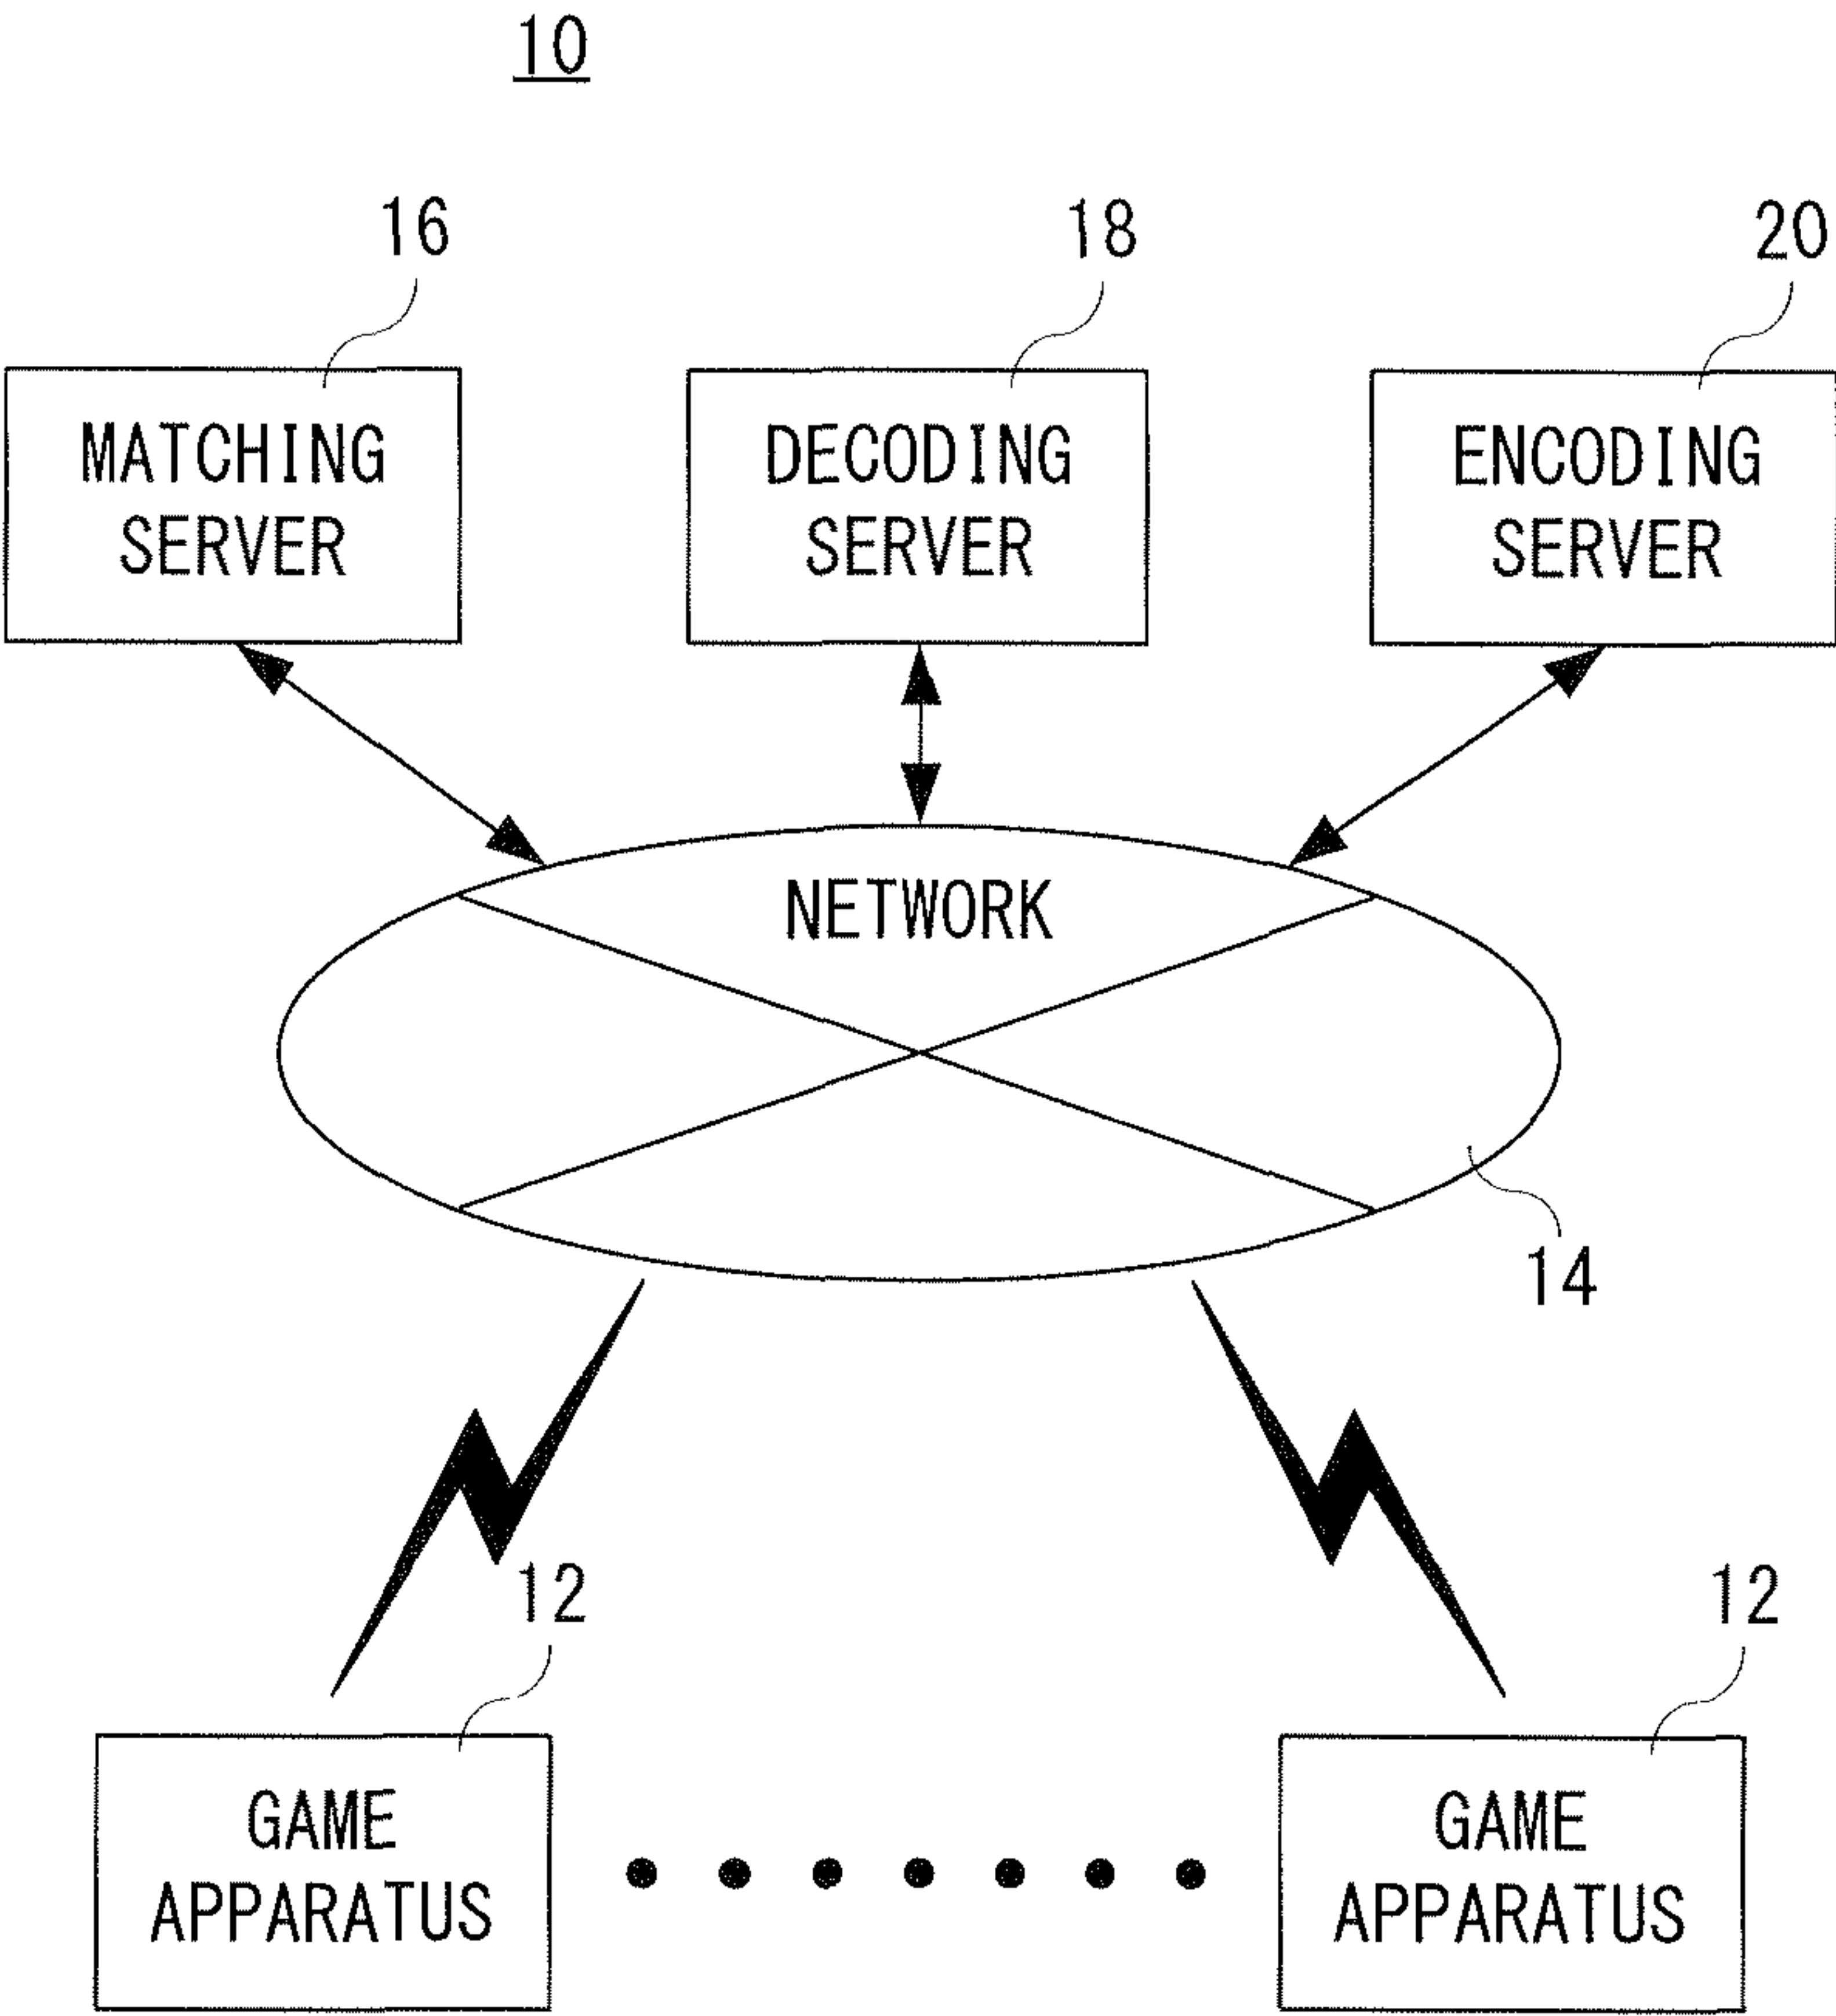 10
16
18
20
MATCHING
SERVER
DECODING
SERVER
ENCODING
SERVER
NETWORK
14
12
12
GAME
APPARATUS
GAME
APPARATUS